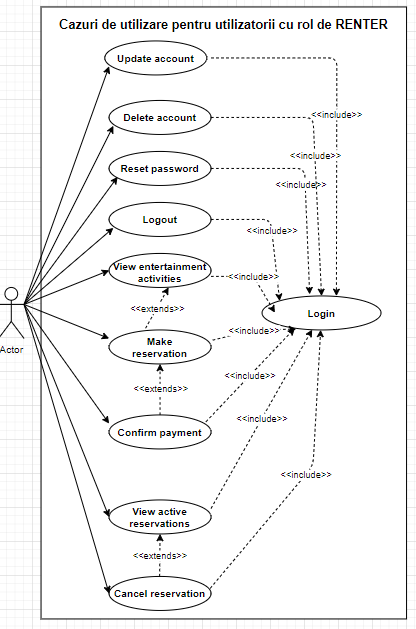 Cazuri de utilizare pentru utilizatorii cu rol de RENTER
Update account
<<include>>
Delete account
<<include>>
Reset password
<<include>>
Logout
<<include>>
View entertainment
activities
<<include>>
<<extends>>
Actor
Login
Make
reservation
<<include>>
<<extends>>
<<include>>
Confirm payment
<<include>>
View active
reservations
<<include>>
<<extends>>
Cancel reservation